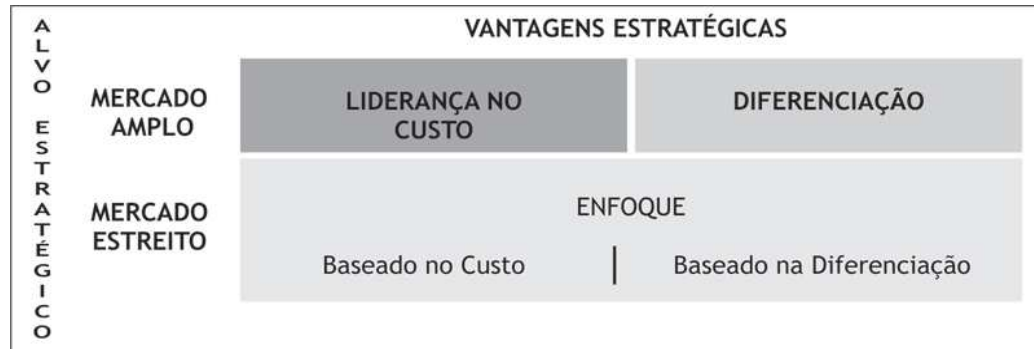 ALVO ESTRATÉGICO
VANTAGENS ESTRATÉGICAS
MERCADO
AMPLO
LIDERANÇA NO
CUSTO
DIFERENCIAÇÃO
MERCADO
ESTREITO
ENFOQUE
Baseado no Custo | Baseado na Diferenciação